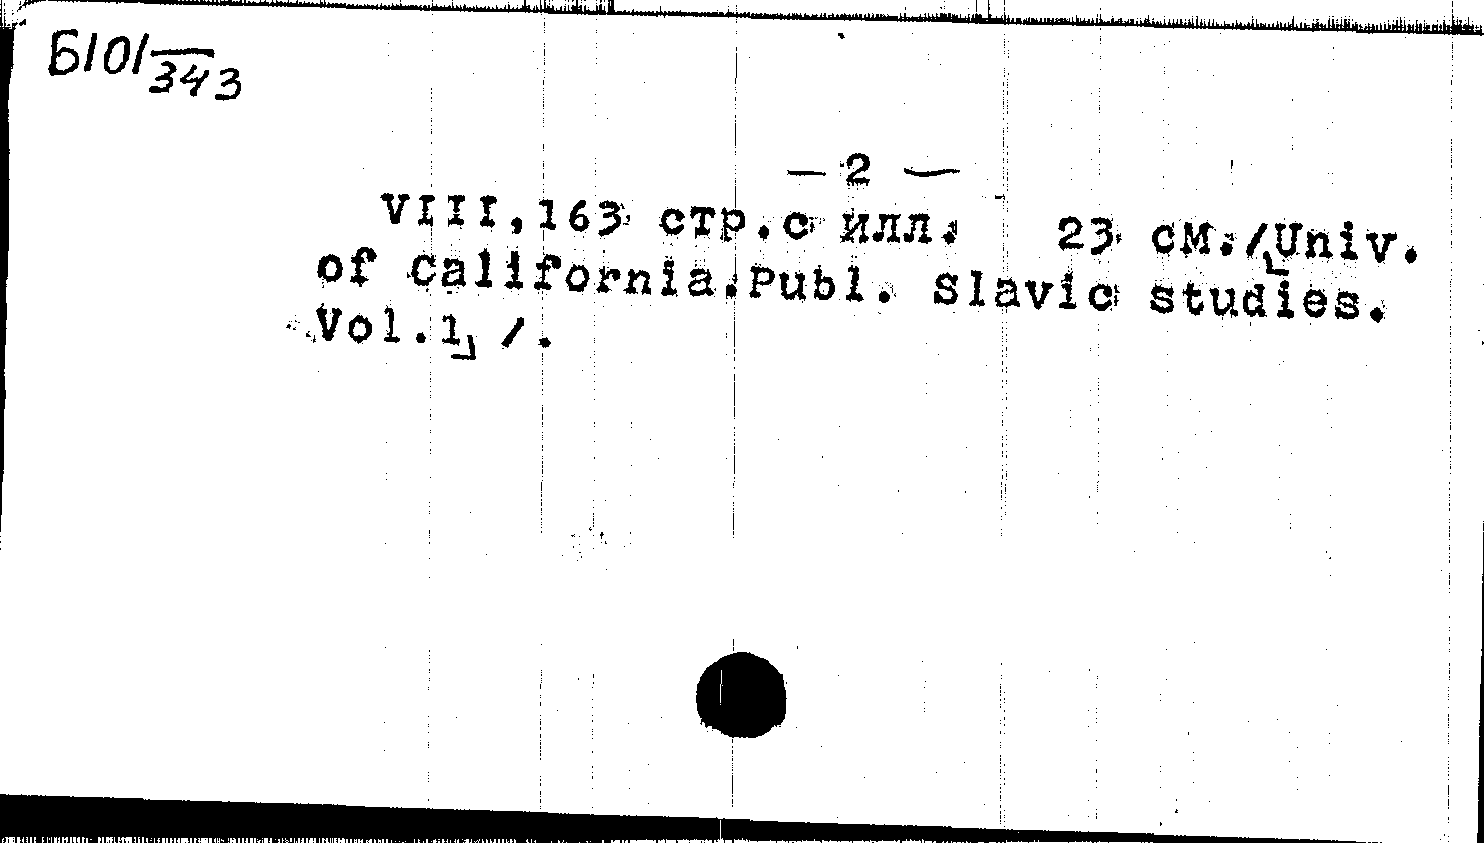 Б101/343
— 2 —
VIII,163 стр.с илл. 23 см./Univ.
of California.Publ. Slavic studies.
Vol.1 /.